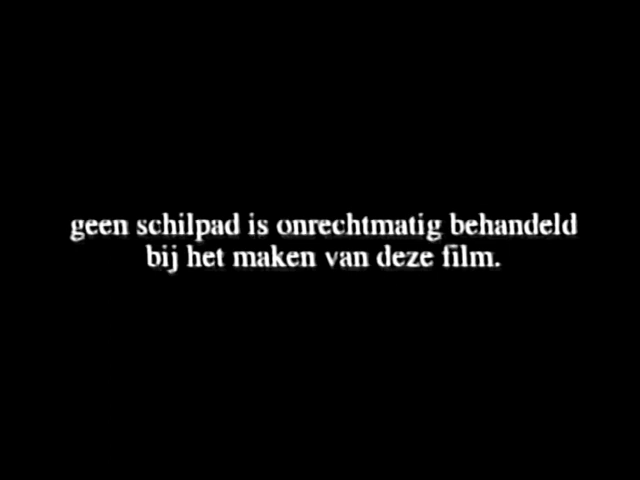 geen schilpad is onrechtmatig behandeld
bij het maken van deze film.